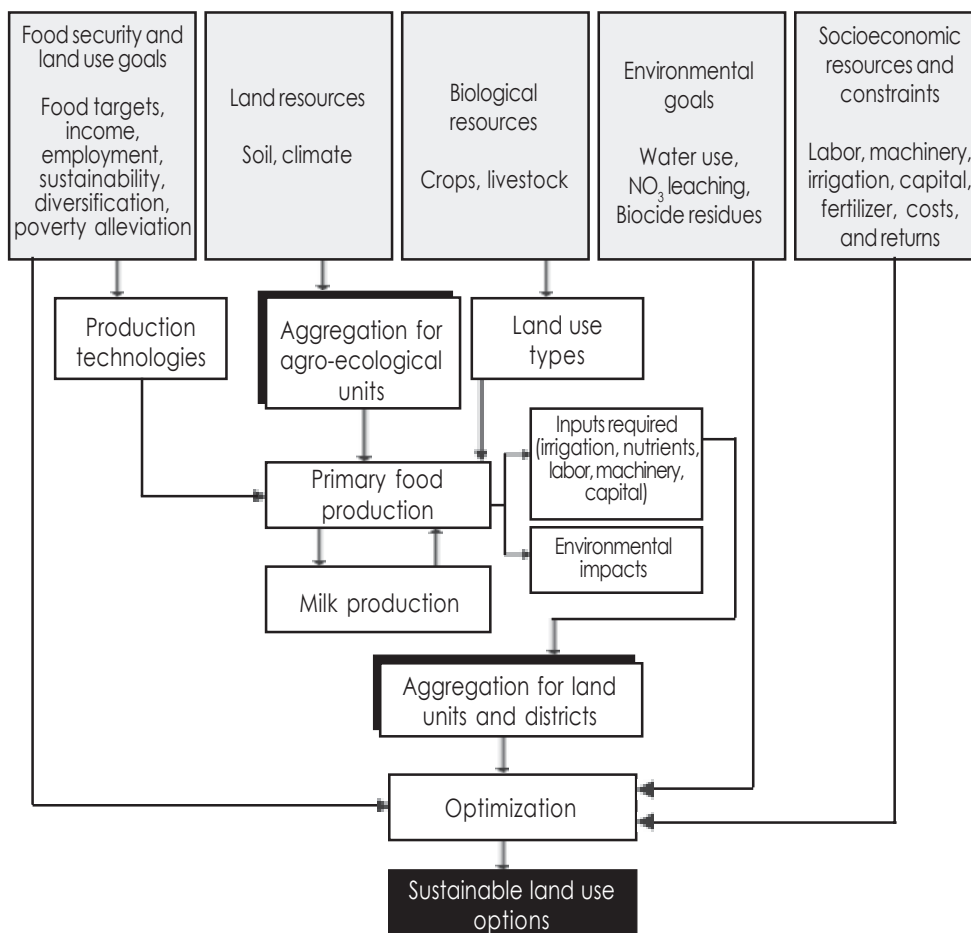 Food security and
land use goals
Food targets,
income,
employment,
sustainability,
diversification,
poverty alleviation
Land resources
Soil, climate
Biological
resources
Crops, livestock
Environmental
goals
Water use,
NO₃ leaching,
Biocide residues
Socioeconomic
resources and
constraints
Labor, machinery,
irrigation, capital,
fertilizer, costs,
and returns
Production
technologies
Aggregation for
agro-ecological
units
Land use
types
Inputs required
(irrigation, nutrients,
labor, machinery,
capital)
Primary food
production
Environmental
impacts
Milk production
Aggregation for land
units and districts
Optimization
Sustainable land use
options